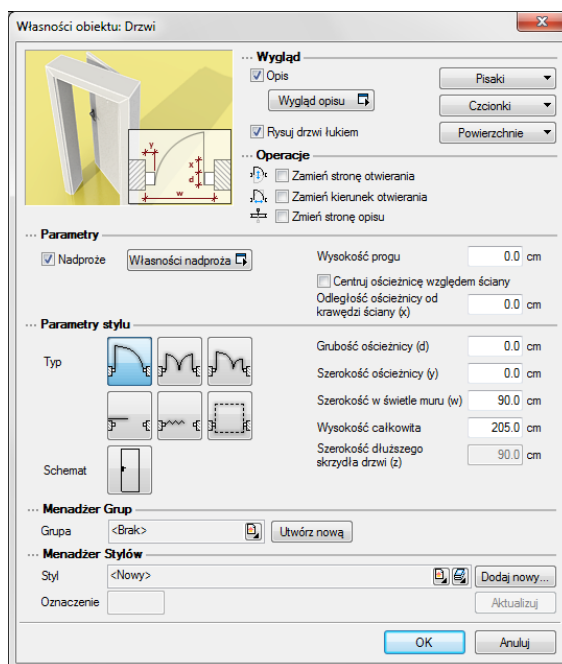 Własności obiektu: Drzwi
Wygląd
Opis
Pisaki
Wygląd opisu
Czcionki
Rysuj drzwi łukiem
Powierzchnie
Operacje
Zamień stronę otwierania
Zamień kierunek otwierania
Zmień stronę opisu
y
x
d
w
Parametry
Nadproże
Własności nadproża
Wysokość progu
0.0 cm
Centruj ościeżnicę względem ściany
Odległość ościeżnicy od
krawędzi ściany (x)
0.0 cm
Parametry stylu
Typ
Grubość ościeżnicy (d)
0.0 cm
Szerokość ościeżnicy (y)
0.0 cm
Szerokość w świetle muru (w)
90.0 cm
Wysokość całkowita
205.0 cm
Szerokość dłuższego
skrzydła drzwi (z)
90.0 cm
Schemat
Menadżer Grup
Grupa
<Brak>
Utwórz nową
Menadżer Stylów
Styl
<Nowy>
Dodaj nowy...
Oznaczenie
Aktualizuj
OK
Anuluj